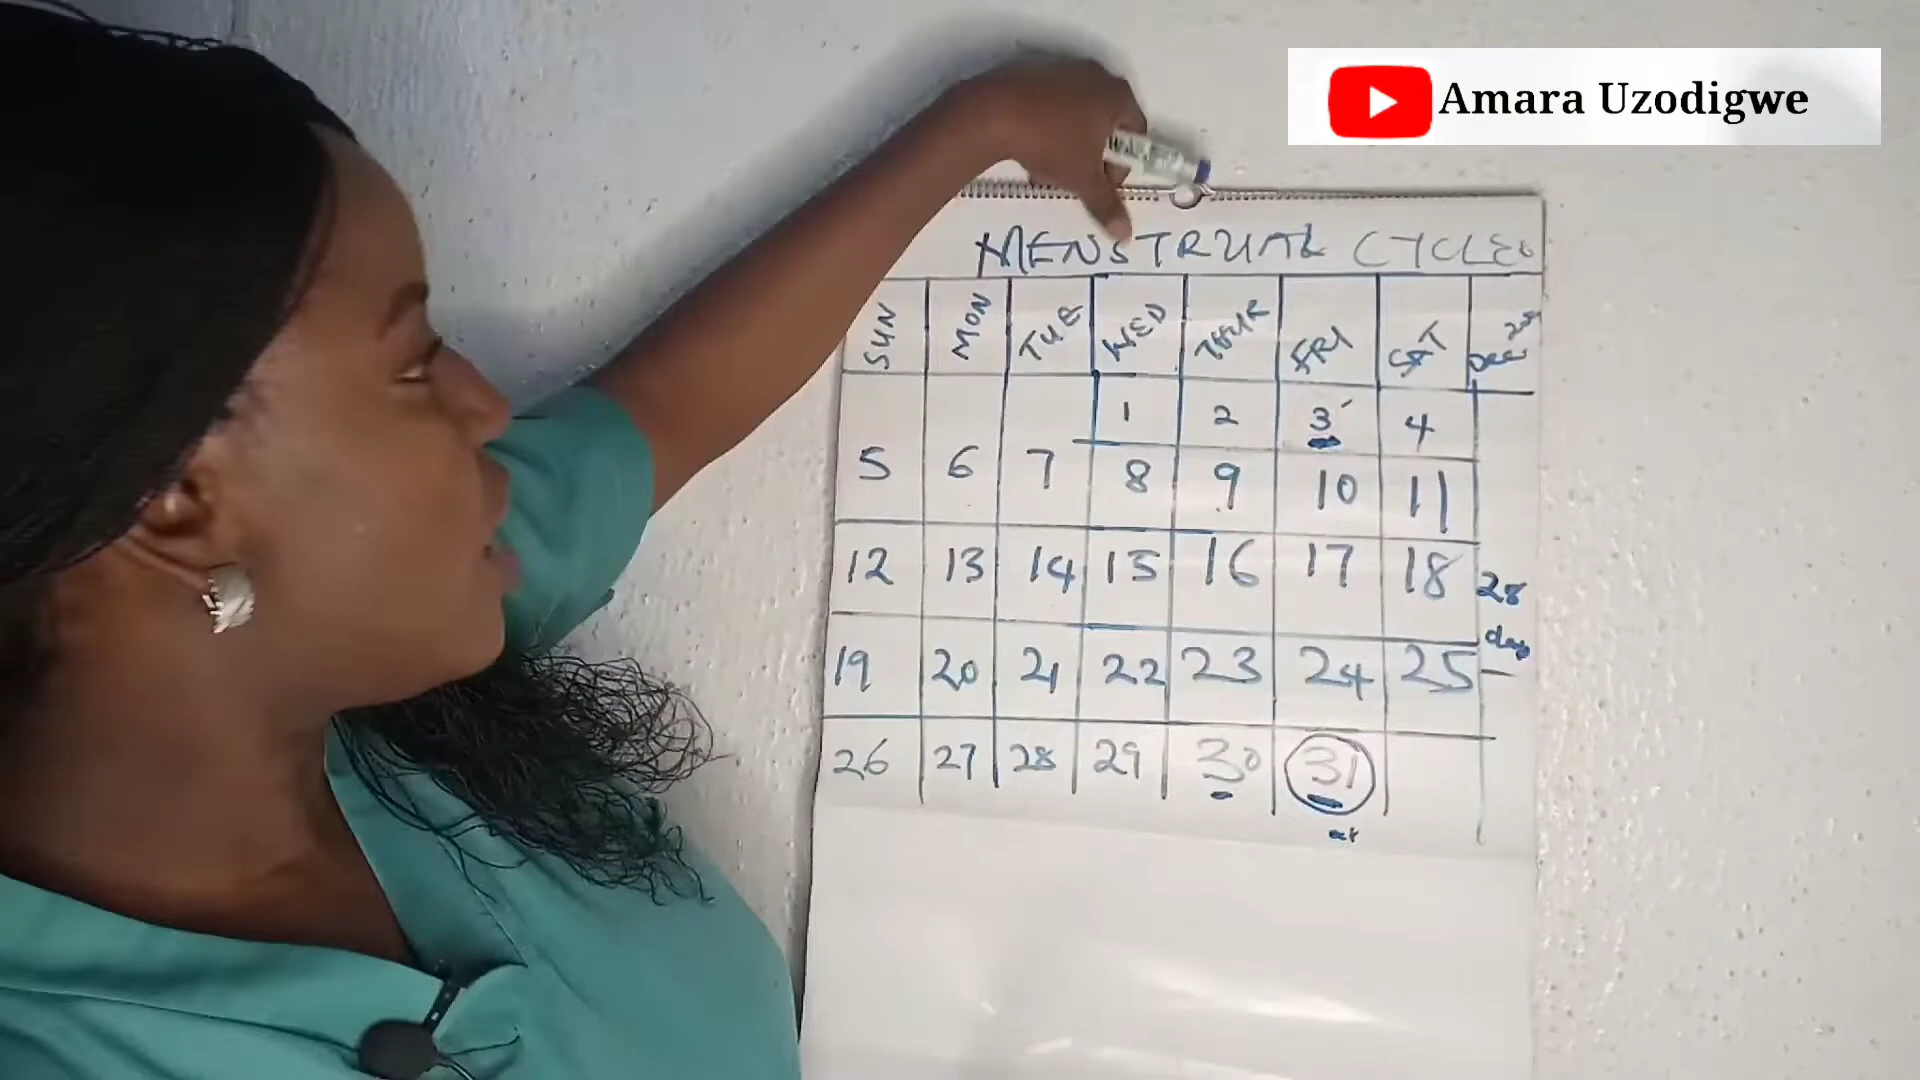 Amara Uzodigwe
MENSTRUAL CYCLE
SUN MON TUE WED THUR FRI SAT DEC
1 2 3 4
5 6 7 8 9 10 11
12 13 14 15 16 17 18
28
days
19 20 21 22 23 24 25
26 27 28 29 30 31